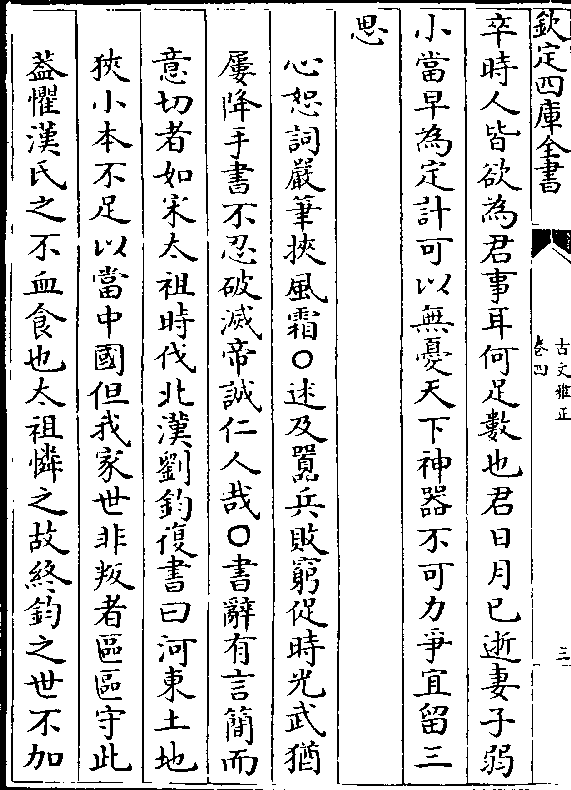 欽定四庫全書
古文雅正
卷四
三
卒時人皆欲為君事耳何足數也君日月已逝妻子弱
小當早為定計可以無憂天下神器不可力爭宜留三
思
心恕詞嚴筆挾風霜○述及囂兵敗窮促時光武猶
屢降手書不忍破滅帝誠仁人哉○書辭有言簡而
意切者如宋太祖時伐北漢劉鈞復書曰河東土地
狹小本不足以當中國但我家世非叛者區區守此
葢懼漢氏之不血食也太祖憐之故終鈞之世不加